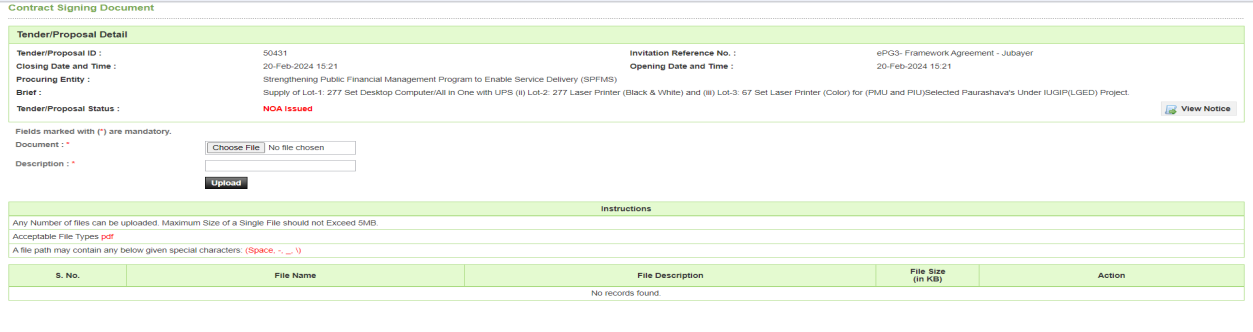 Contract Signing Document
Tender/Proposal Detail
Tender/Proposal ID : 50431 Invitation Reference No. : ePG3- Framework Agreement - Jubayer
Closing Date and Time : 20-Feb-2024 15:21 Opening Date and Time : 20-Feb-2024 15:21
Procuring Entity : Strengthening Public Financial Management Program to Enable Service Delivery (SPFMS)
Brief : Supply of Lot-1: 277 Set Desktop Computer/All in One with UPS (ii) Lot-2: 277 Laser Printer (Black & White) and (iii) Lot-3: 67 Set Laser Printer (Color) for (PMU and PIU)Selected Paurashava's Under IUGIP(LGED) Project.
Tender/Proposal Status : NOA Issued View Notice
Fields marked with (*) are mandatory.
Document : * Choose File No file chosen
Description : *
Upload
Instructions
Any Number of files can be uploaded. Maximum Size of a Single File should not Exceed 5MB.
Acceptable File Types pdf
A file path may contain any below given special characters: (Space, -, _, \)
S. No. File Name File Description File Size (in KB) Action
No records found.